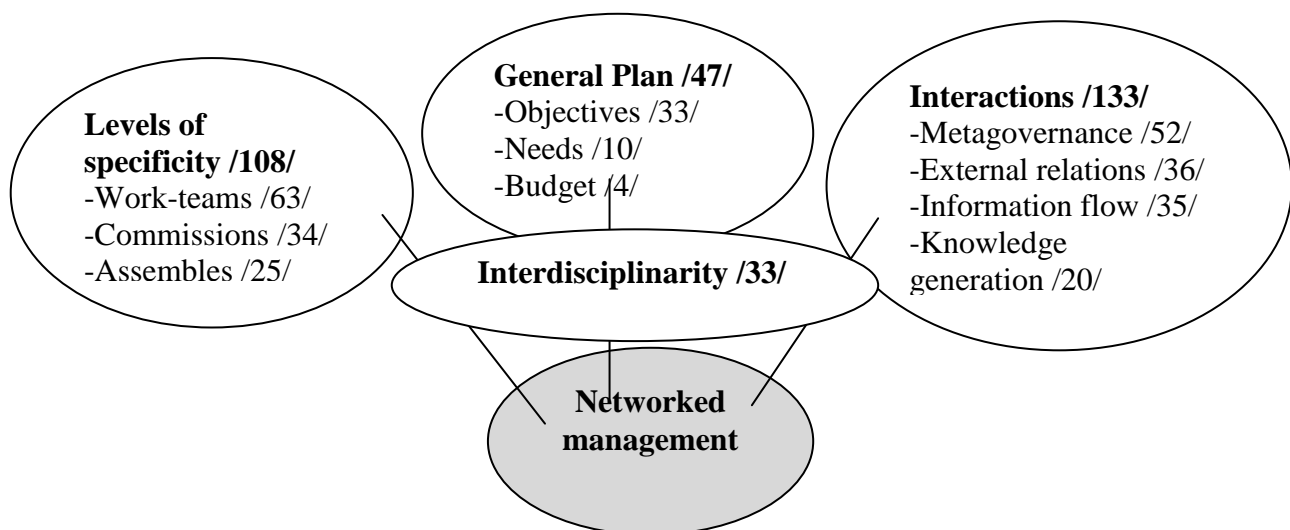 Levels of
specificity /108/
-Work-teams /63/
-Commissions /34/
-Assembles /25/
General Plan /47/
-Objectives /33/
-Needs /10/
-Budget /4/
Interactions /133/
-Metagovernance /52/
-External relations /36/
-Information flow /35/
-Knowledge
generation /20/
Interdisciplinarity /33/
Networked
management